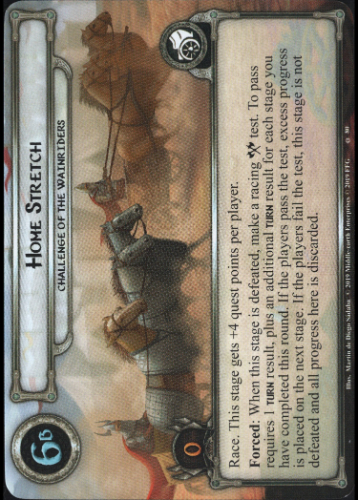 6B
HOME STRETCH
CHALLENGE OF THE WAINRIDERS
0
Race. This stage gets +4 quest points per player.
Forced: When this stage is defeated, make a racing test. To pass
requires 1 TURN result, plus an additional TURN result for each stage you
have completed this round. If the players pass the test, excess progress
is placed on the next stage. If the players fail the test, this stage is not
defeated and all progress here is discarded.
Illus. Martin de Diego Sádaba © 2019 Middle-earth Enterprises © 2019 FFG